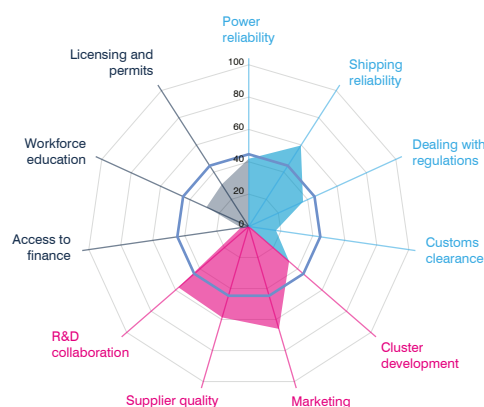 Power
reliability
Licensing and
permits
Shipping
reliability
100
80
60
40
20
0
Workforce
education
Dealing with
regulations
Access to
finance
Customs
clearance
R&D
collaboration
Cluster
development
Supplier quality
Marketing